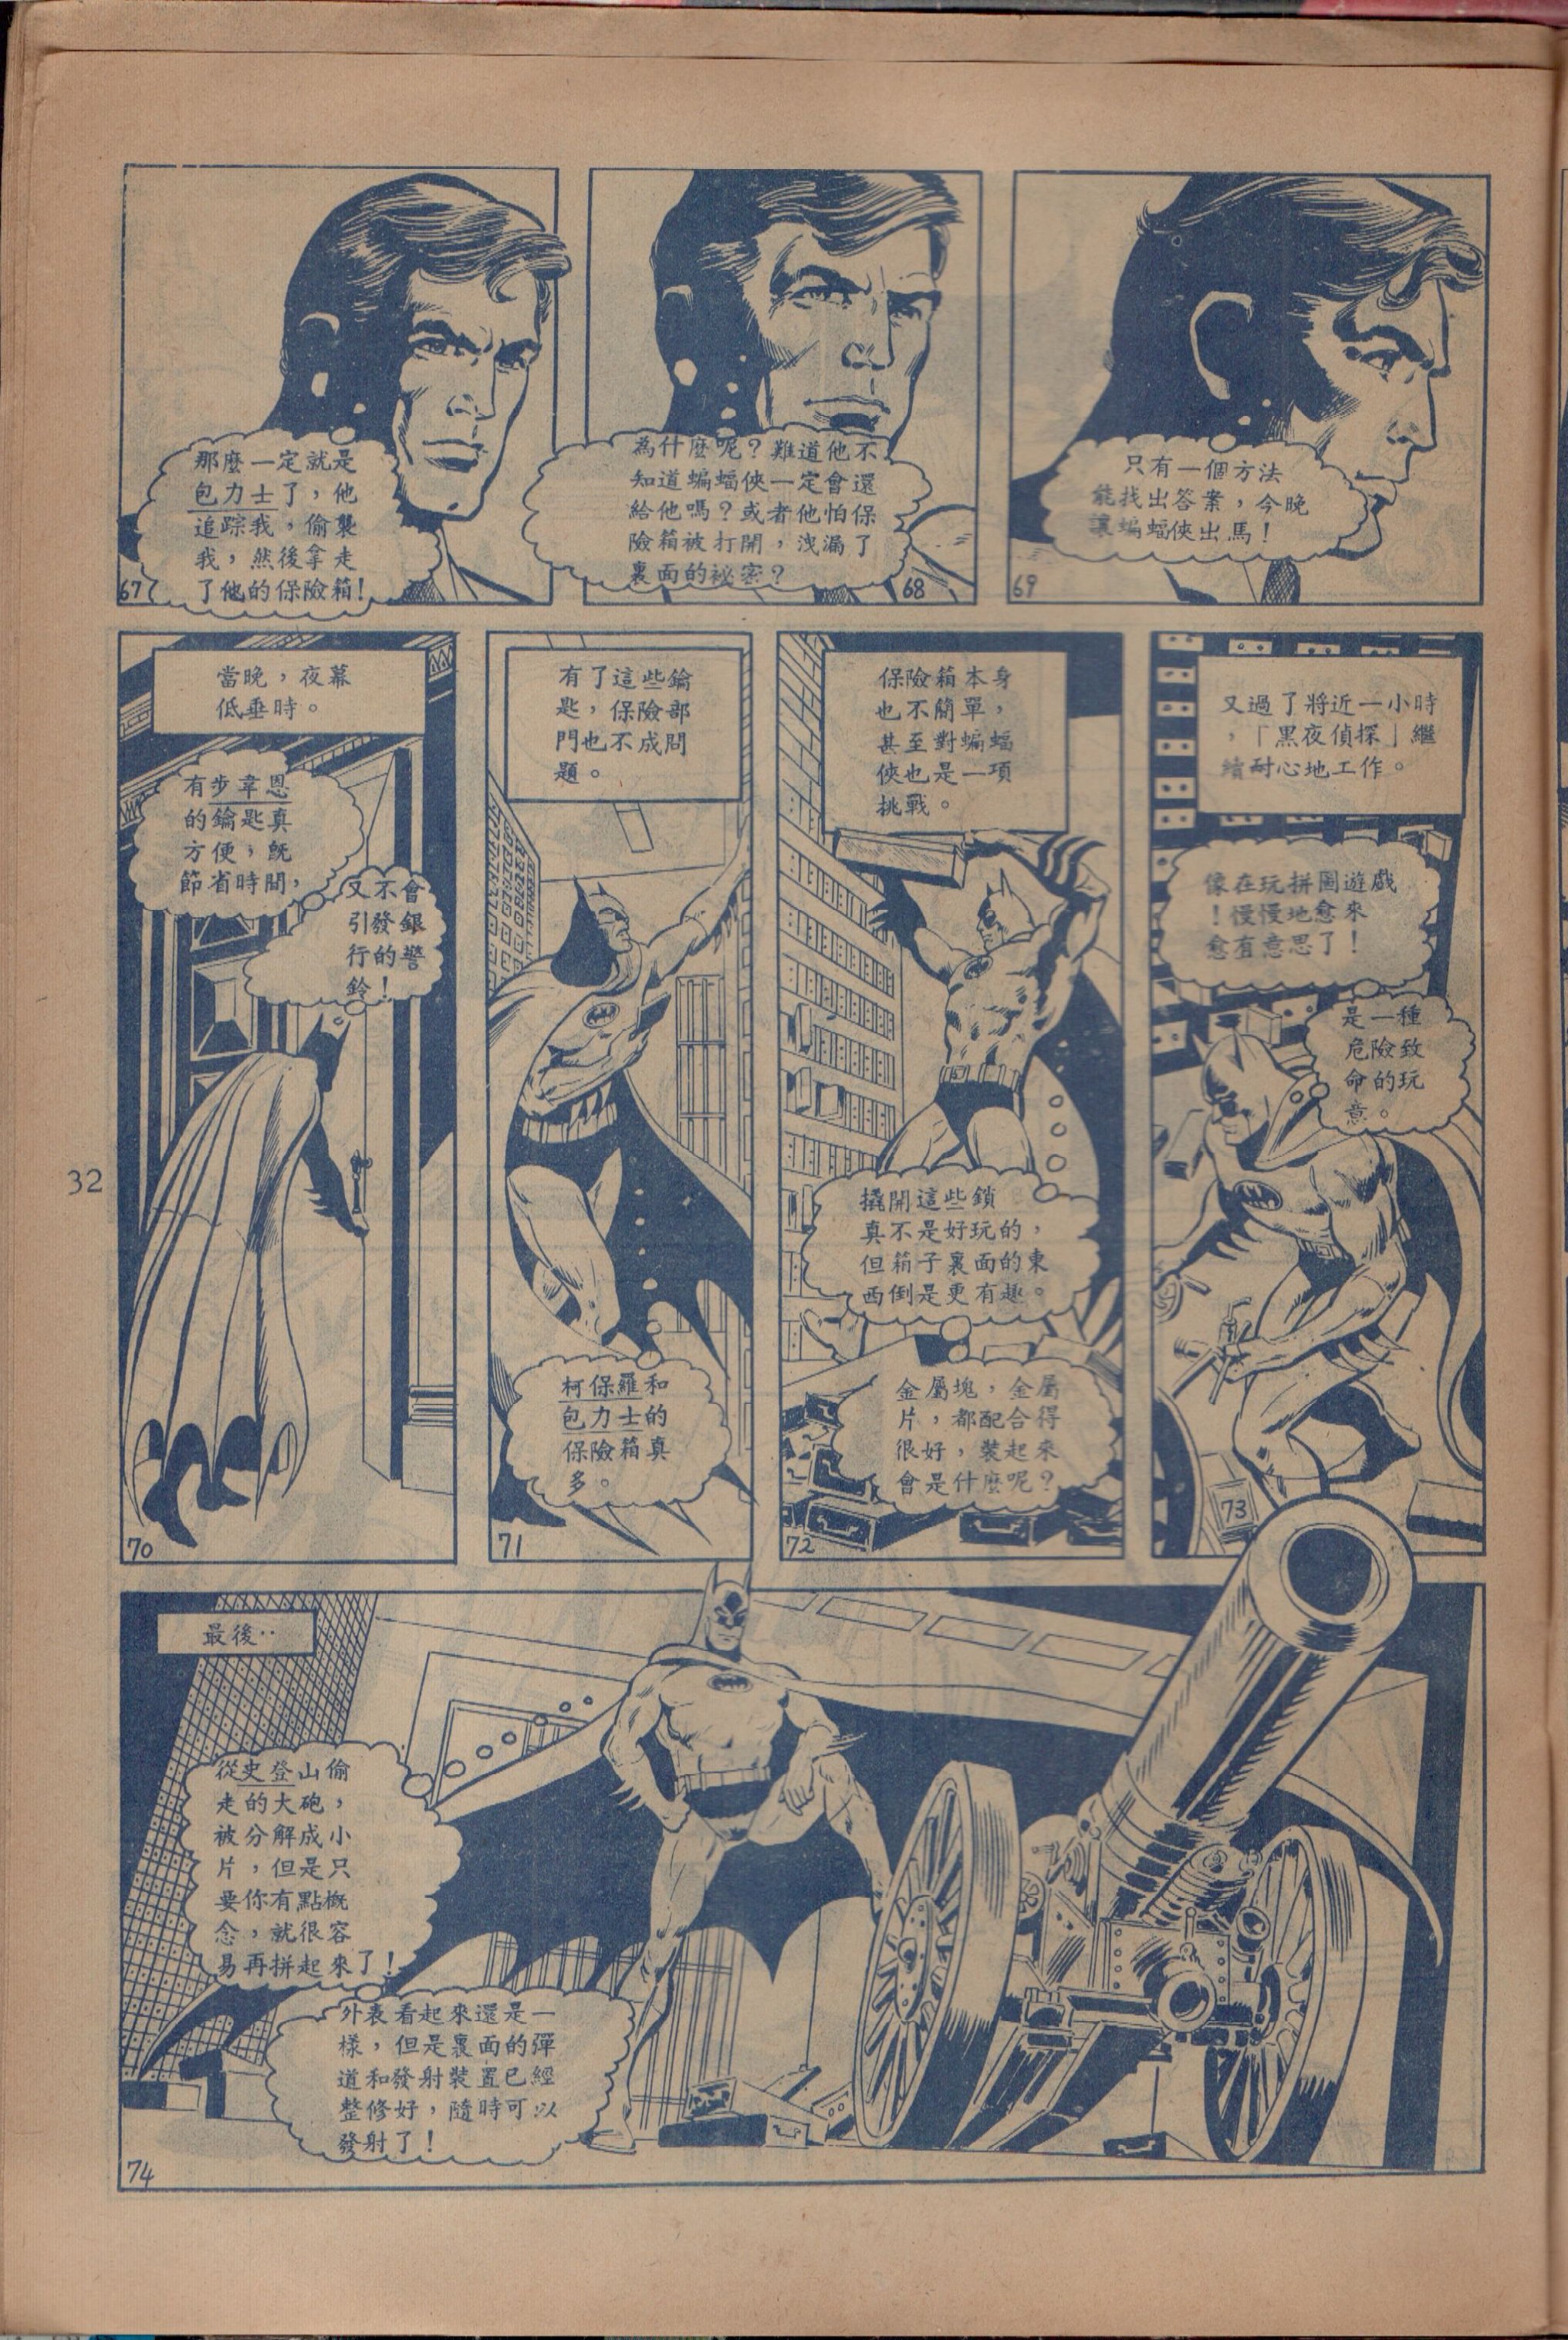 那麼一定就是
包力士了，他
追踪我，偷襲
我，然後拿走
了他的保險箱！
67
為什麼呢？難道他不
知道蝙蝠俠一定會還
給他嗎？或者他怕保
險箱被打開，洩漏了
裏面的祕密？
68
只有一個方法
能找出答案，今晚
讓蝙蝠俠出馬！
69
當晚，夜幕
低垂時。
有步韋恩
的鑰匙真
方便，既
節省時間，
又不會
引發銀
行的警
鈴！
70
有了這些鑰
匙，保險部
門也不成問
題。
柯保羅和
包力士的
保險箱真
多。
71
保險箱本身
也不簡單，
甚至對蝙蝠
俠也是一項
挑戰。
撬開這些鎖
真不是好玩的，
但箱子裏面的東
西倒是更有趣。
金屬塊，金屬
片，都配合得
很好，裝起來
會是什麼呢？
72
又過了將近一小時
，「黑夜偵探」繼
續耐心地工作。
像在玩拼圖遊戲
！慢慢地愈來
愈有意思了！
是一種
危險致
命的玩
意。
73
32
最後··
從史登山偷
走的大砲，
被分解成小
片，但是只
要你有點概
念，就很容
易再拼起來了！
外表看起來還是一
樣，但是裏面的彈
道和發射裝置已經
整修好，隨時可以
發射了！
74